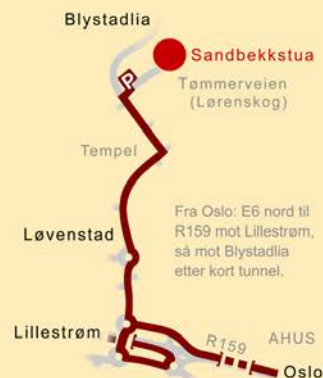 Blystadlia
P
Sandbekkstua
Tømmerveien
(Lørenskog)
Tempel
Fra Oslo: E6 nord til
R159 mot Lillestrøm,
så mot Blystadlia
etter kort tunnel.
Løvenstad
Lillestrøm
R159
AHUS
Oslo